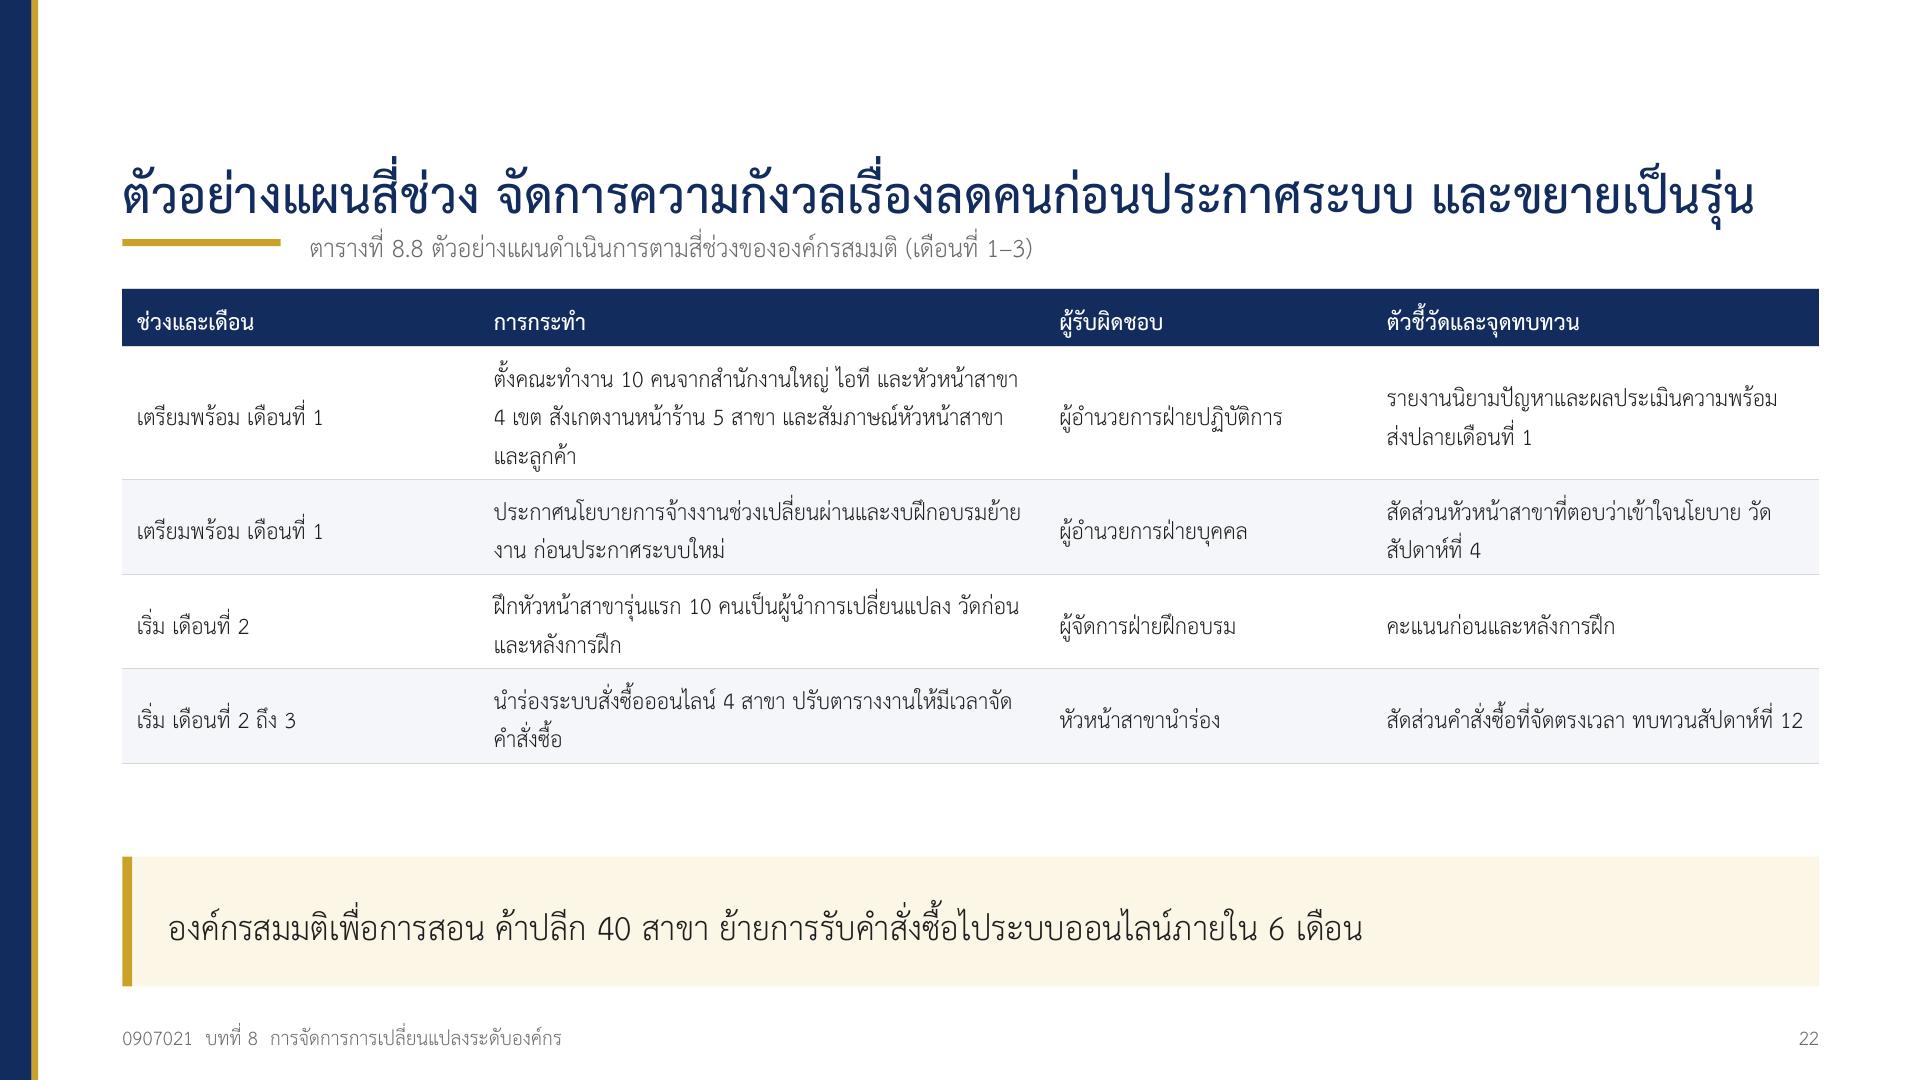 ตัวอย่างแผนสี่ช่วง จัดการความกังวลเรื่องลดคนก่อนประกาศระบบ และขยายเป็นรุ่น
ตารางที่ 8.8 ตัวอย่างแผนดำเนินการตามสี่ช่วงขององค์กรสมมติ (เดือนที่ 1–3)
ช่วงและเดือน การกระทำ ผู้รับผิดชอบ ตัวชี้วัดและจุดทบทวน
เตรียมพร้อม เดือนที่ 1
ตั้งคณะทำงาน 10 คนจากสำนักงานใหญ่ ไอที และหัวหน้าสาขา
4 เขต สังเกตงานหน้าร้าน 5 สาขา และสัมภาษณ์หัวหน้าสาขา
และลูกค้า
ผู้อำนวยการฝ่ายปฏิบัติการ
รายงานนิยามปัญหาและผลประเมินความพร้อม
ส่งปลายเดือนที่ 1
เตรียมพร้อม เดือนที่ 1
ประกาศนโยบายการจ้างงานช่วงเปลี่ยนผ่านและงบฝึกอบรมย้าย
งาน ก่อนประกาศระบบใหม่
ผู้อำนวยการฝ่ายบุคคล
สัดส่วนหัวหน้าสาขาที่ตอบว่าเข้าใจนโยบาย วัด
สัปดาห์ที่ 4
เริ่ม เดือนที่ 2
ฝึกหัวหน้าสาขารุ่นแรก 10 คนเป็นผู้นำการเปลี่ยนแปลง วัดก่อน
และหลังการฝึก
ผู้จัดการฝ่ายฝึกอบรม
คะแนนก่อนและหลังการฝึก
เริ่ม เดือนที่ 2 ถึง 3
นำร่องระบบสั่งซื้อออนไลน์ 4 สาขา ปรับตารางงานให้มีเวลาจัด
คำสั่งซื้อ
หัวหน้าสาขานำร่อง
สัดส่วนคำสั่งซื้อที่จัดตรงเวลา ทบทวนสัปดาห์ที่ 12
องค์กรสมมติเพื่อการสอน ค้าปลีก 40 สาขา ย้ายการรับคำสั่งซื้อไประบบออนไลน์ภายใน 6 เดือน
0907021 บทที่ 8 การจัดการการเปลี่ยนแปลงระดับองค์กร
22